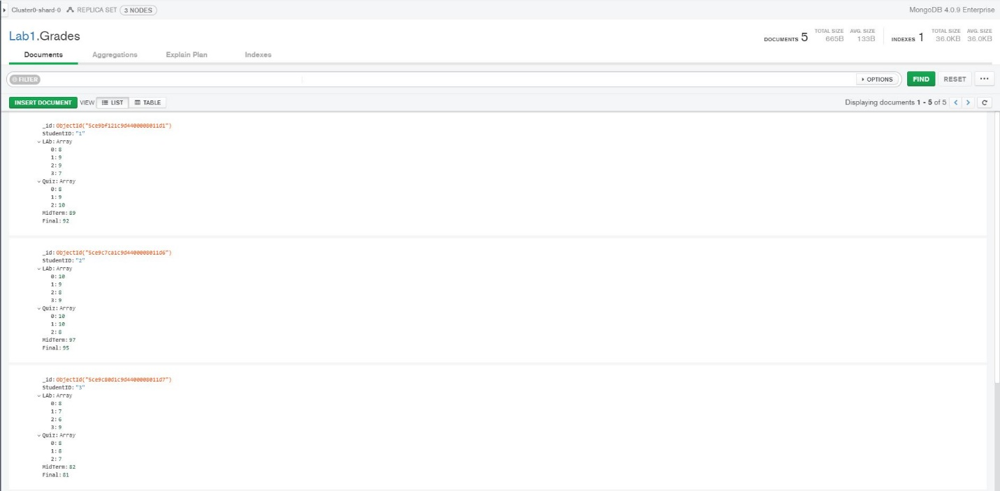 Cluster0-shard-0 REPLICA SET 3 NODES MongoDB 4.0.9 Enterprise
Lab1.Grades
DOCUMENTS 5 TOTAL SIZE 665B AVG. SIZE 133B INDEXES 1 TOTAL SIZE 36.0KB AVG. SIZE 36.0KB
Documents Aggregations Explain Plan Indexes
FILTER OPTIONS FIND RESET ...
INSERT DOCUMENT VIEW LIST TABLE Displaying documents 1 - 5 of 5
_id: ObjectId("5ce9bf121c9d4400008011d1")
StudentID: "1"
LAb: Array
0: 8
1: 9
2: 9
3: 7
Quiz: Array
0: 8
1: 9
2: 10
MidTerm: 89
Final: 92
_id: ObjectId("5ce9c7ca1c9d4400008011d6")
StudentID: "2"
LAb: Array
0: 10
1: 9
2: 8
3: 9
Quiz: Array
0: 10
1: 10
2: 8
MidTerm: 97
Final: 95
_id: ObjectId("5ce9c80d1c9d4400008011d7")
StudentID: "3"
LAb: Array
0: 8
1: 7
2: 6
3: 9
Quiz: Array
0: 8
1: 8
2: 7
MidTerm: 82
Final: 81